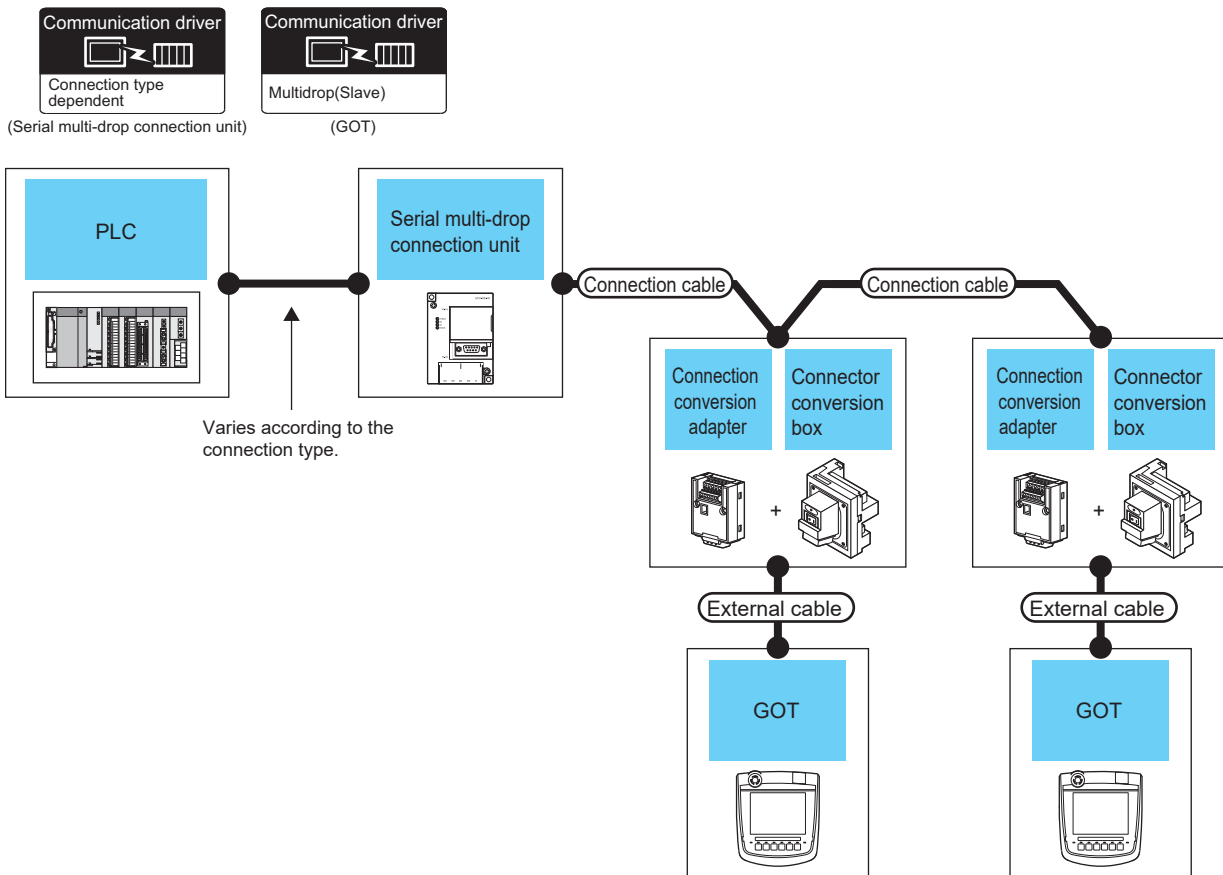 Communication driver
Connection type
dependent
(Serial multi-drop connection unit)
Communication driver
Multidrop(Slave)
(GOT)
PLC
Serial multi-drop
connection unit
Connection cable
Connection cable
Varies according to the
connection type.
Connection
conversion
adapter
Connector
conversion
box
+
Connection
conversion
adapter
Connector
conversion
box
+
External cable
External cable
GOT
GOT